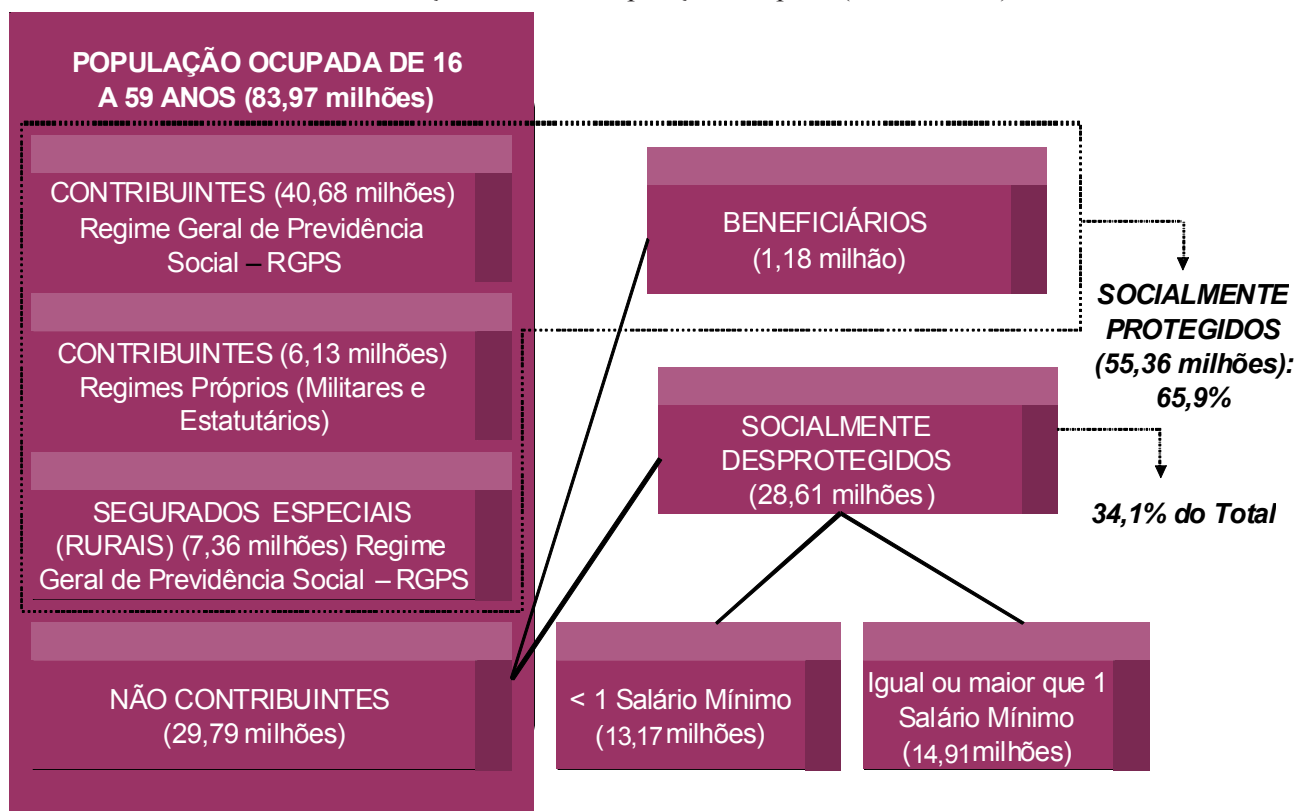 POPULAÇÃO OCUPADA DE 16
A 59 ANOS (83,97 milhões)
CONTRIBUINTES (40,68 milhões)
Regime Geral de Previdência
Social – RGPS
CONTRIBUINTES (6,13 milhões)
Regimes Próprios (Militares e
Estatutários)
SEGURADOS ESPECIAIS
(RURAIS) (7,36 milhões) Regime
Geral de Previdência Social – RGPS
NÃO CONTRIBUINTES
(29,79 milhões)
BENEFICIÁRIOS
(1,18 milhão)
SOCIALMENTE
DESPROTEGIDOS
(28,61 milhões )
< 1 Salário Mínimo
(13,17 milhões)
Igual ou maior que 1
Salário Mínimo
(14,91milhões)
SOCIALMENTE
PROTEGIDOS
(55,36 milhões):
65,9%
34,1% do Total